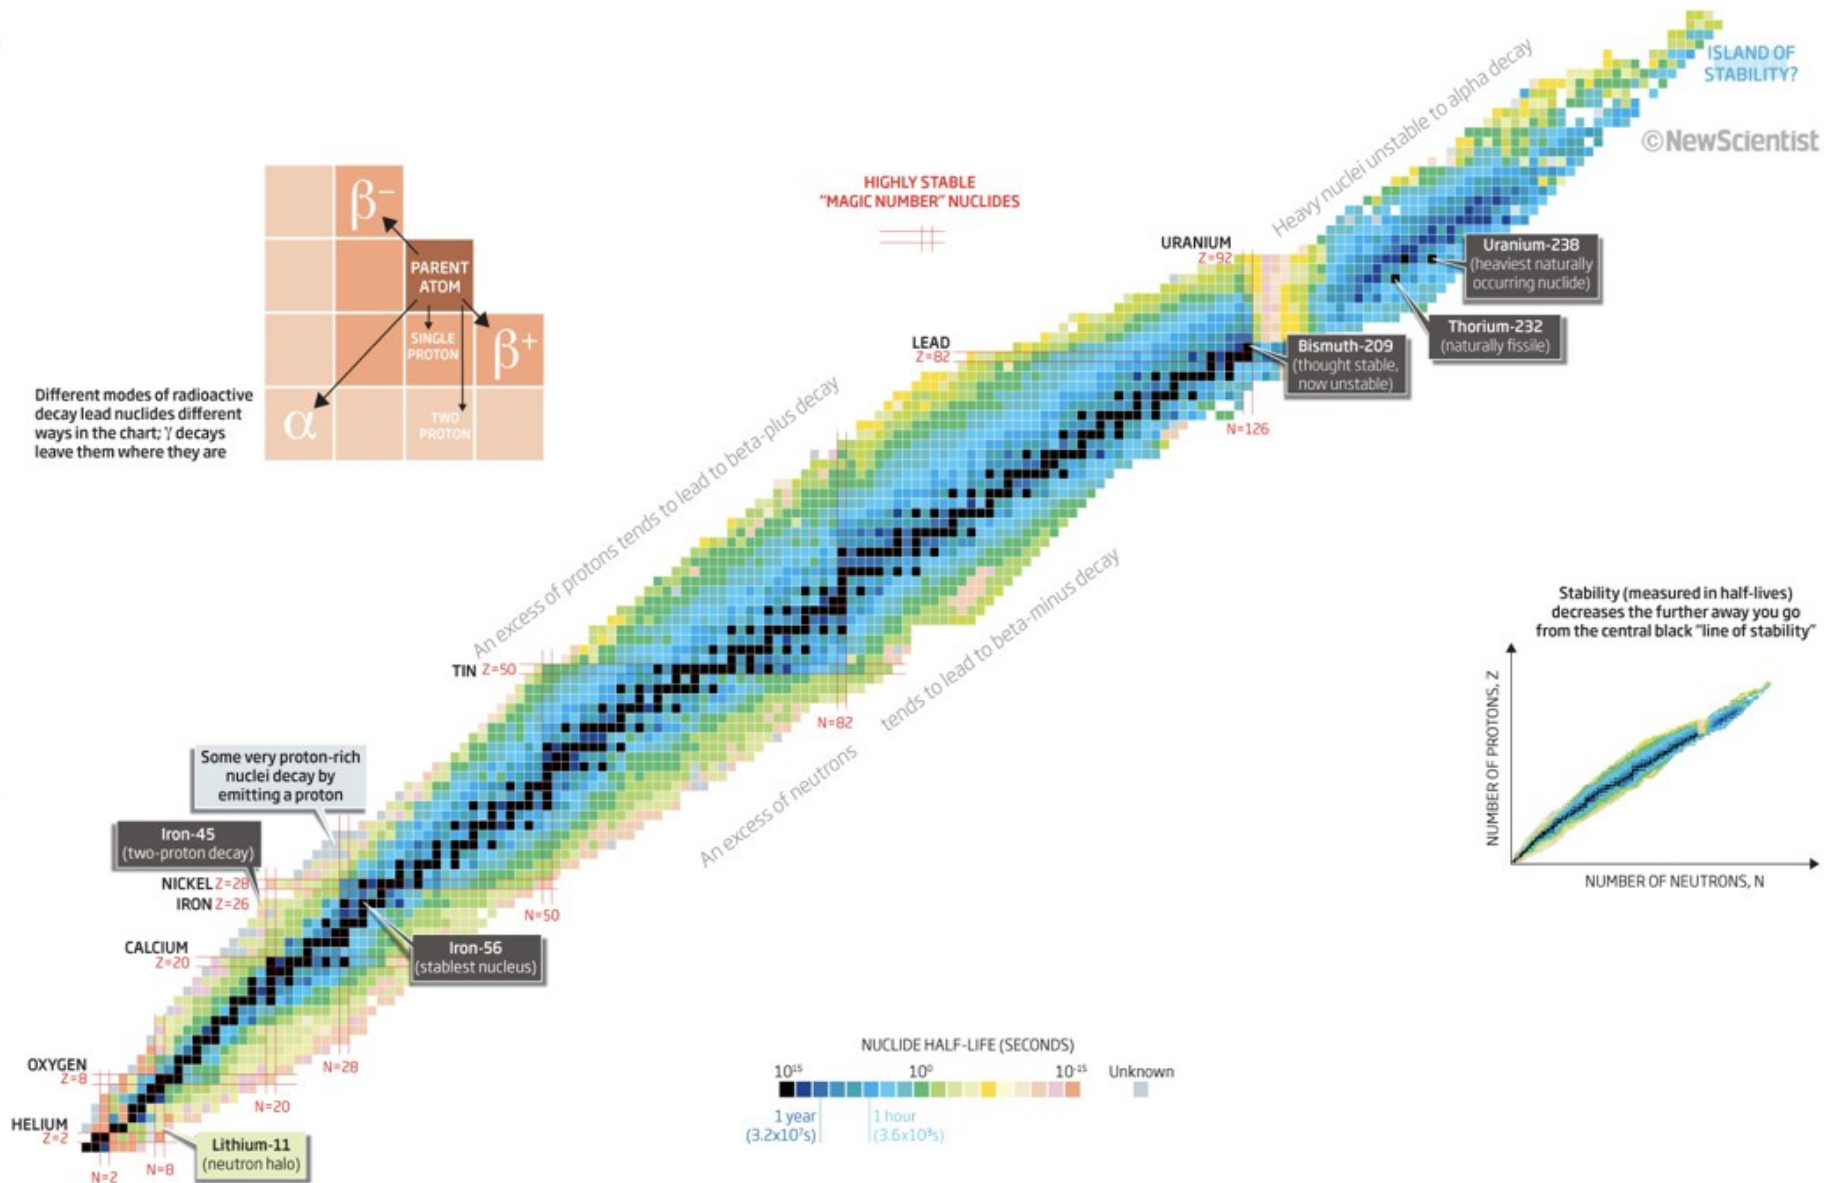 ISLAND OF
STABILITY?
©NewScientist
Heavy nuclei unstable to alpha decay
HIGHLY STABLE
"MAGIC NUMBER" NUCLIDES
β−
PARENT
ATOM
SINGLE
PROTON
β+
α
TWO
PROTON
Different modes of radioactive
decay lead nuclides different
ways in the chart; γ decays
leave them where they are
URANIUM
Z=92
Uranium-238
(heaviest naturally
occurring nuclide)
Thorium-232
(naturally fissile)
LEAD
Z=82
Bismuth-209
(thought stable,
now unstable)
N=126
An excess of protons tends to lead to beta-plus decay
TIN Z=50
N=82
An excess of neutrons tends to lead to beta-minus decay
Stability (measured in half-lives)
decreases the further away you go
from the central black "line of stability"
NUMBER OF PROTONS, Z
NUMBER OF NEUTRONS, N
Some very proton-rich
nuclei decay by
emitting a proton
Iron-45
(two-proton decay)
NICKEL Z=28
IRON Z=26
N=50
Iron-56
(stablest nucleus)
CALCIUM
Z=20
N=28
OXYGEN
Z=8
N=20
HELIUM
Z=2
Lithium-11
(neutron halo)
N=2
N=8
NUCLIDE HALF-LIFE (SECONDS)
10¹⁵ 10⁰ 10⁻¹⁵ Unknown
1 year
(3.2x10⁷s)
1 hour
(3.6x10³s)